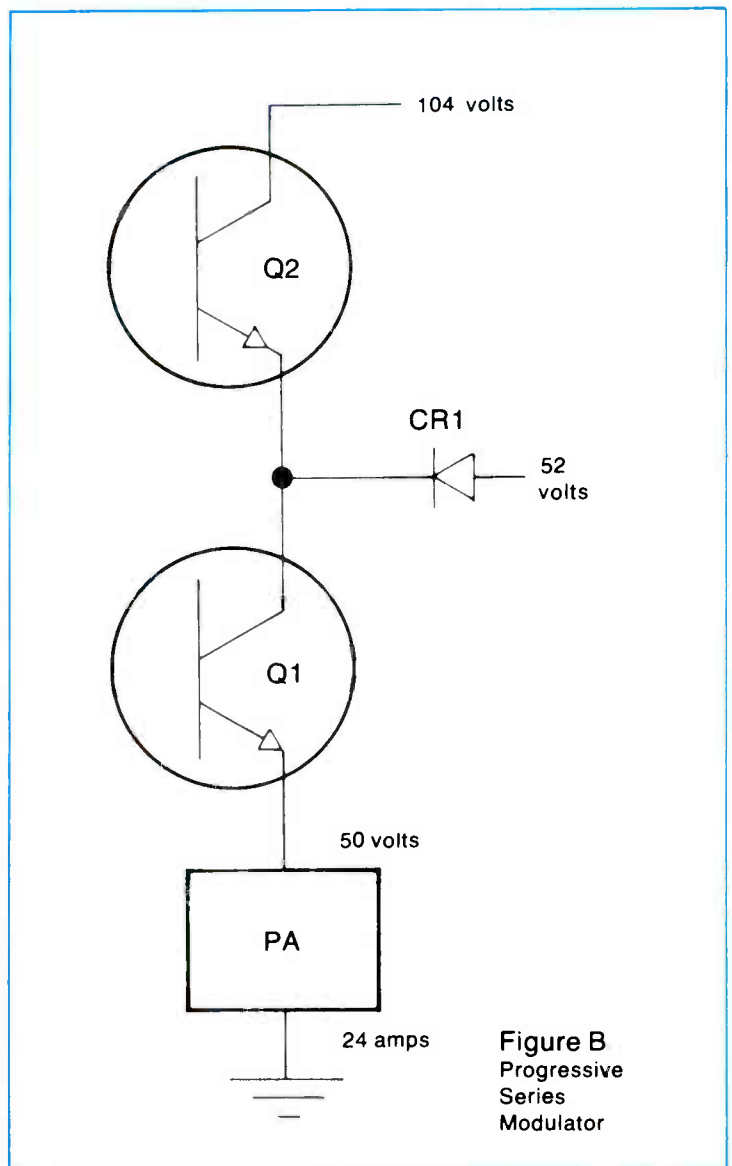 104 volts
Q2
CR1
52
volts
Q1
50 volts
PA
24 amps
Figure B
Progressive
Series
Modulator